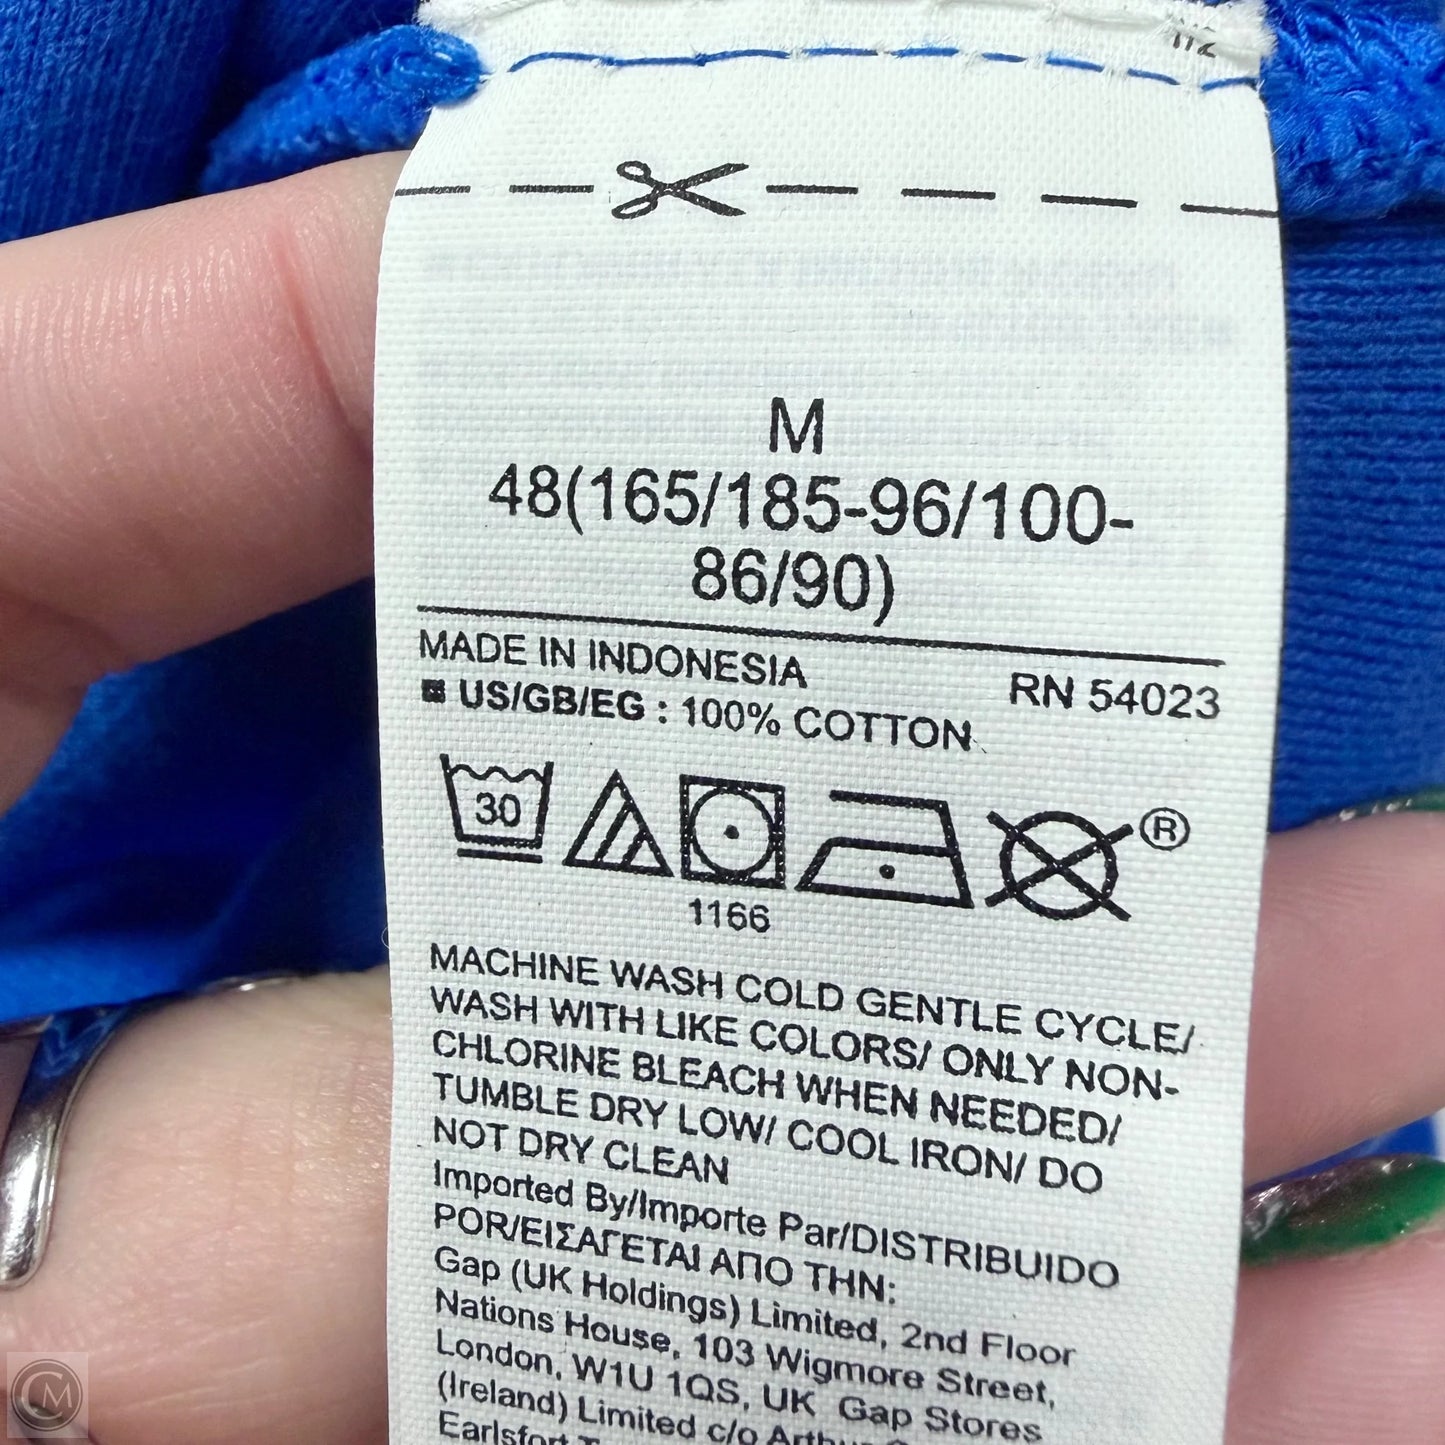 M
48(165/185-96/100-
86/90)
MADE IN INDONESIA
RN 54023
US/GB/EG : 100% COTTON
30
®
1166
MACHINE WASH COLD GENTLE CYCLE/
WASH WITH LIKE COLORS/ ONLY NON-
CHLORINE BLEACH WHEN NEEDED/
TUMBLE DRY LOW/ COOL IRON/ DO
NOT DRY CLEAN
Imported By/Importe Par/DISTRIBUIDO
POR/ΕΙΣΑΓΕΤΑΙ ΑΠΟ ΤΗΝ:
Gap (UK Holdings) Limited, 2nd Floor
Nations House, 103 Wigmore Street,
London, W1U 1QS, UK Gap Stores
(Ireland) Limited c/o
CM